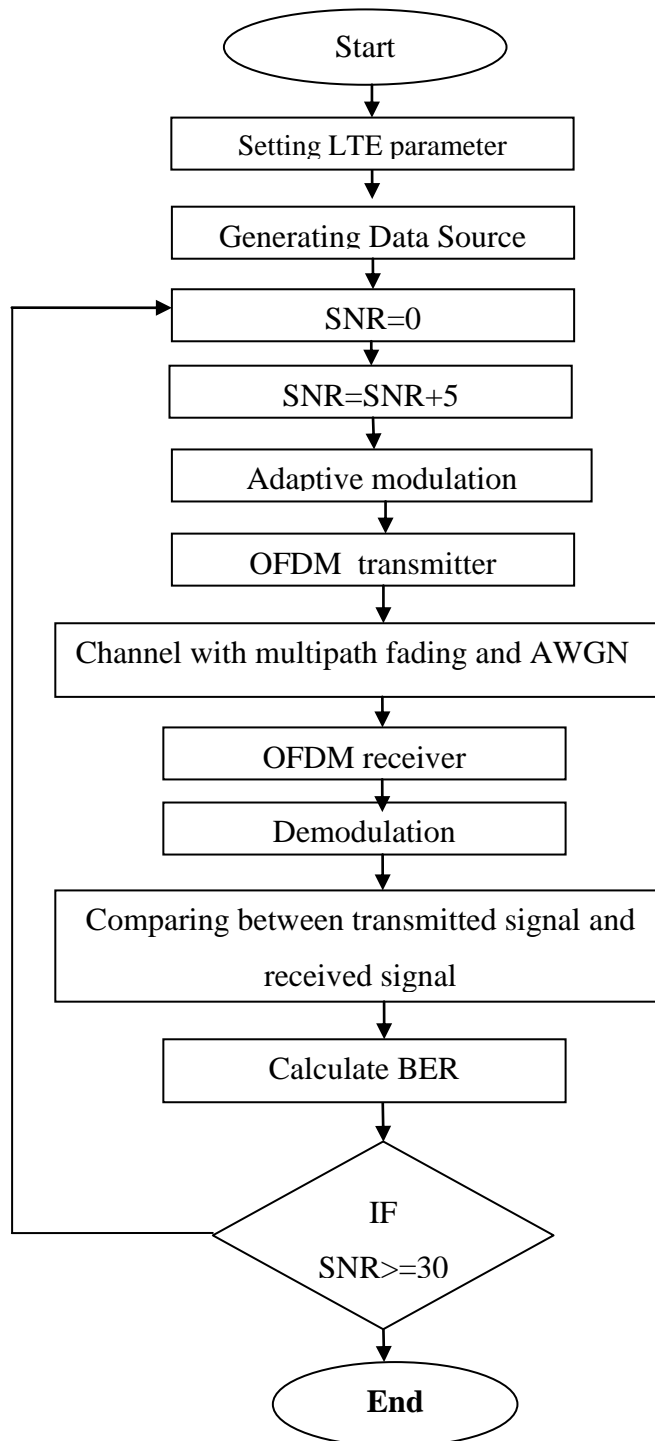 Start
Setting LTE parameter
Generating Data Source
SNR=0
SNR=SNR+5
Adaptive modulation
OFDM transmitter
Channel with multipath fading and AWGN
OFDM receiver
Demodulation
Comparing between transmitted signal and
received signal
Calculate BER
IF
SNR>=30
End